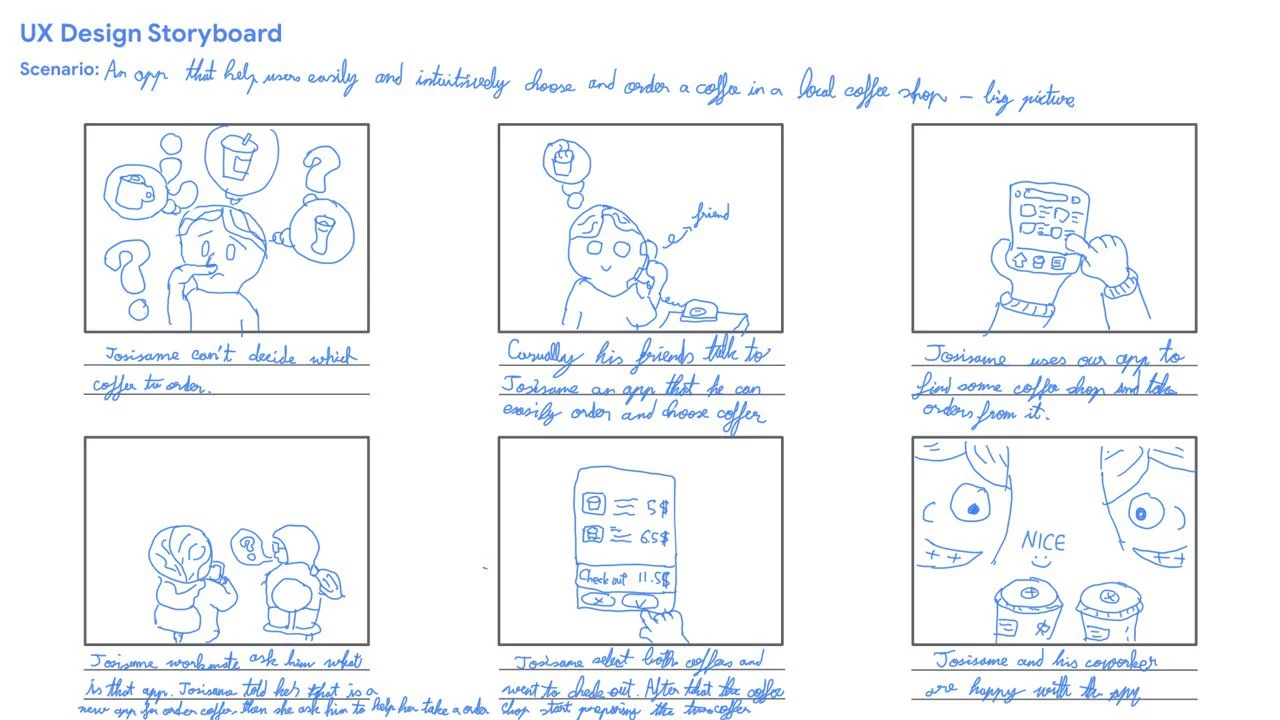 UX Design Storyboard
Scenario: An app that help users easily and intuitively choose and order a coffee in a local coffee shop – big picture
friend
Josisame can't decide which
coffee to order.
Casually his friends talk to
Josisame an app that he can
easily order and choose coffee
Josisame uses our app to
find some coffee shop and take
orders from it.
?
5$
6.5$
Check out 11.5$
NICE
Josisame workmate ask him what
is that app. Josisame told her that is a
new app for order coffee, then she ask him to help her take a order
Josisame select both coffees and
went to check out. After that the coffee
shop start preparing the two coffee
Josisame and his coworker
are happy with the app